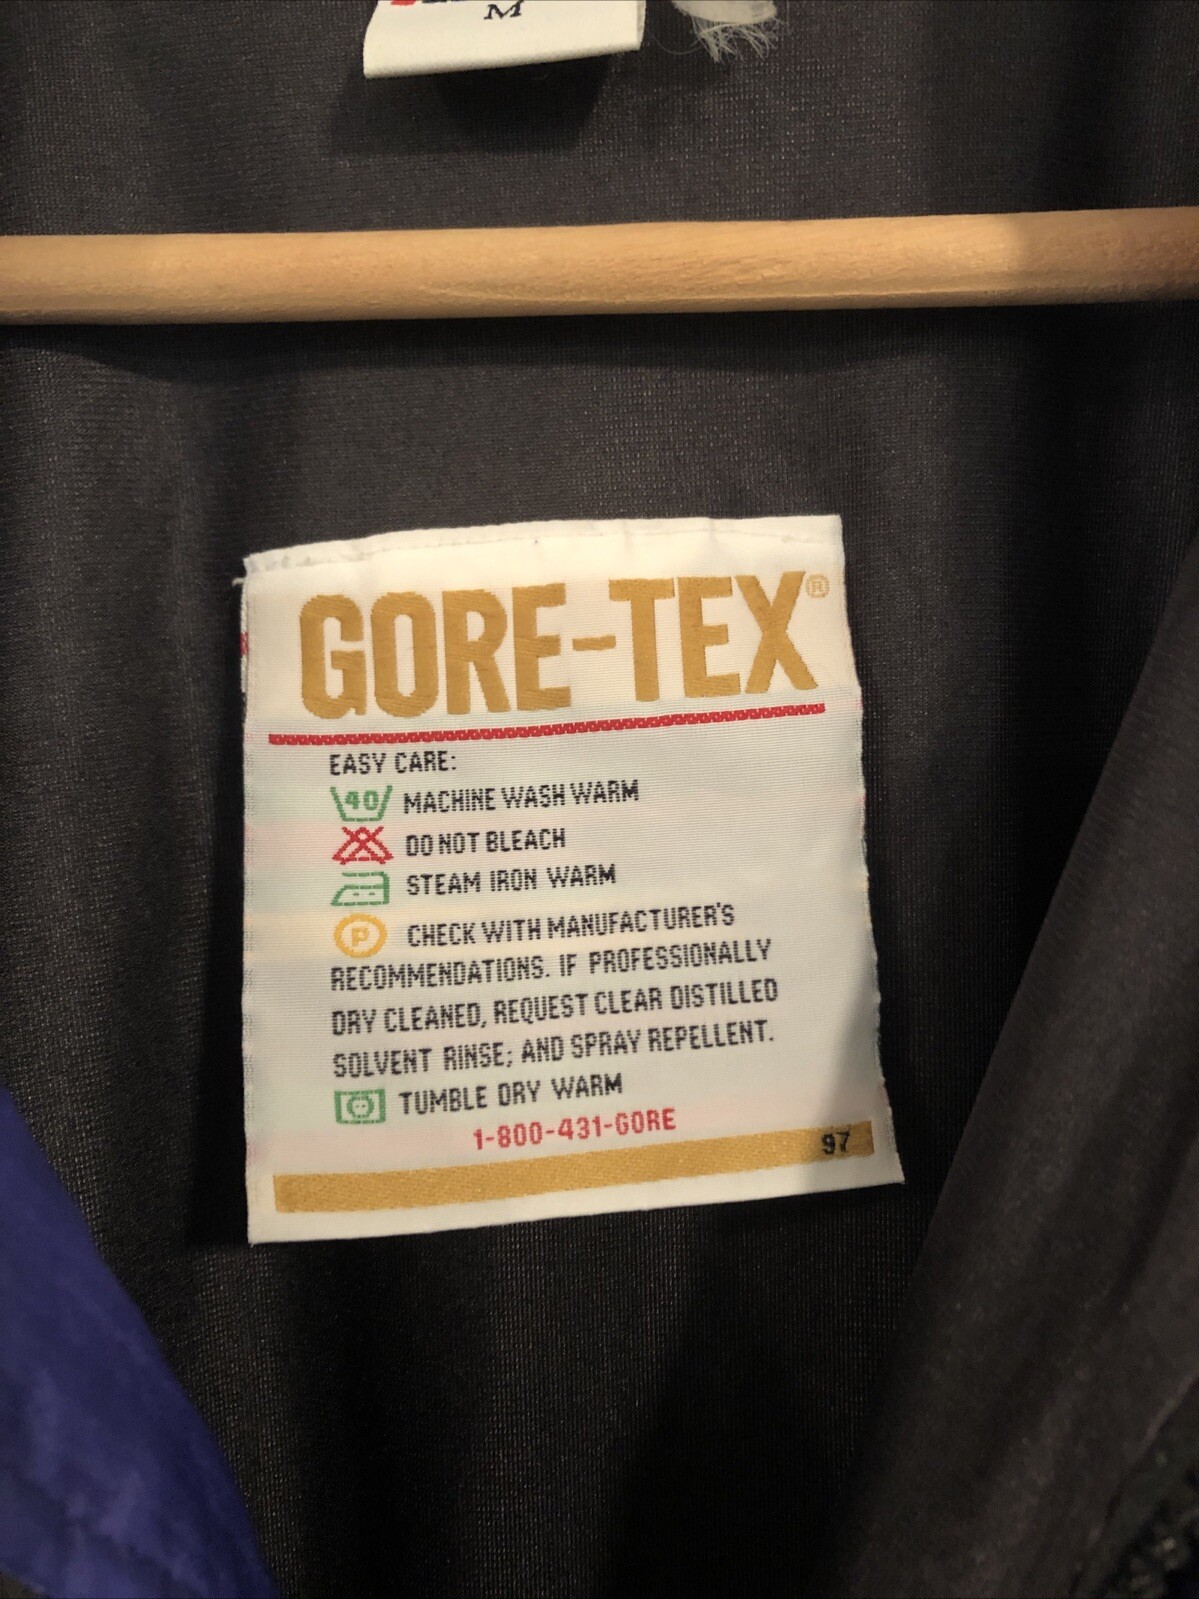 M
GORE-TEX®
EASY CARE:
40 MACHINE WASH WARM
DO NOT BLEACH
STEAM IRON WARM
P CHECK WITH MANUFACTURER'S
RECOMMENDATIONS. IF PROFESSIONALLY
DRY CLEANED, REQUEST CLEAR DISTILLED
SOLVENT RINSE; AND SPRAY REPELLENT.
TUMBLE DRY WARM
1-800-431-GORE
97